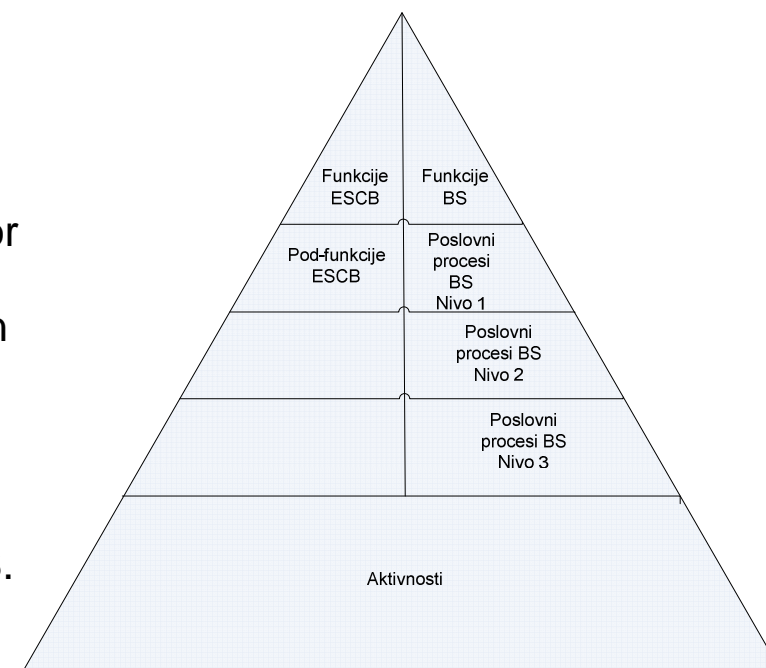 or
n
.
Funkcije
ESCB
Funkcije
BS
Pod-funkcije
ESCB
Poslovni
procesi
BS
Nivo 1
Poslovni
procesi BS
Nivo 2
Poslovni
procesi BS
Nivo 3
Aktivnosti